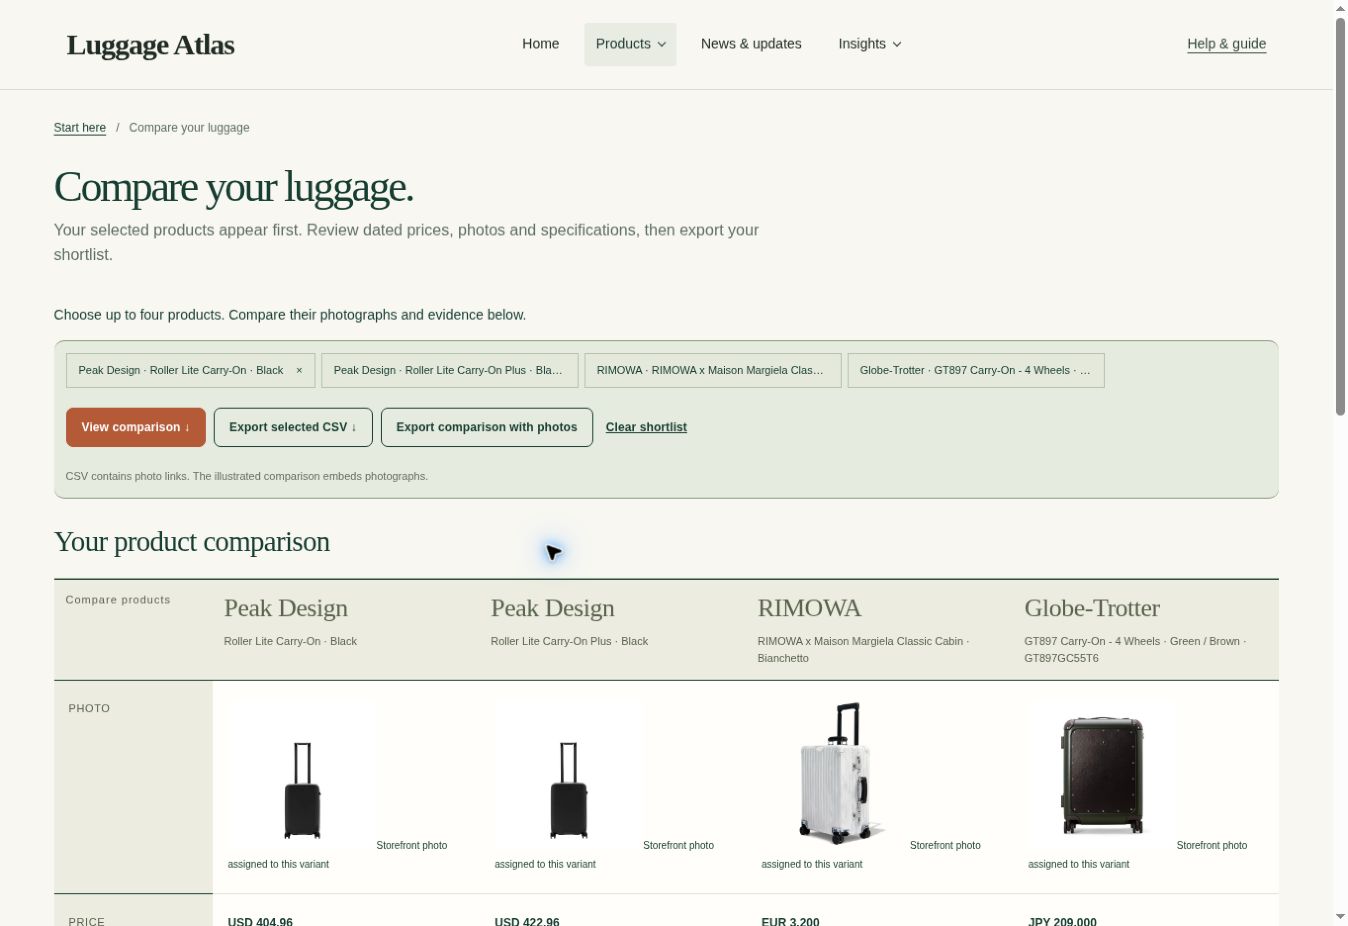 Luggage Atlas
Home
Products
News & updates
Insights
Help & guide
Start here / Compare your luggage
Compare your luggage.
Your selected products appear first. Review dated prices, photos and specifications, then export your
shortlist.
Choose up to four products. Compare their photographs and evidence below.
Peak Design · Roller Lite Carry-On · Black ×
Peak Design · Roller Lite Carry-On Plus · Bla…
RIMOWA · RIMOWA x Maison Margiela Clas…
Globe-Trotter · GT897 Carry-On - 4 Wheels · …
View comparison ↓
Export selected CSV ↓
Export comparison with photos
Clear shortlist
CSV contains photo links. The illustrated comparison embeds photographs.
Your product comparison
Compare products
Peak Design
Roller Lite Carry-On · Black
Peak Design
Roller Lite Carry-On Plus · Black
RIMOWA
RIMOWA x Maison Margiela Classic Cabin ·
Bianchetto
Globe-Trotter
GT897 Carry-On - 4 Wheels · Green / Brown ·
GT897GC55T6
PHOTO
Storefront photo
assigned to this variant
Storefront photo
assigned to this variant
Storefront photo
assigned to this variant
Storefront photo
assigned to this variant
PRICE
USD 404.96
USD 422.96
EUR 3,200
JPY 209,000